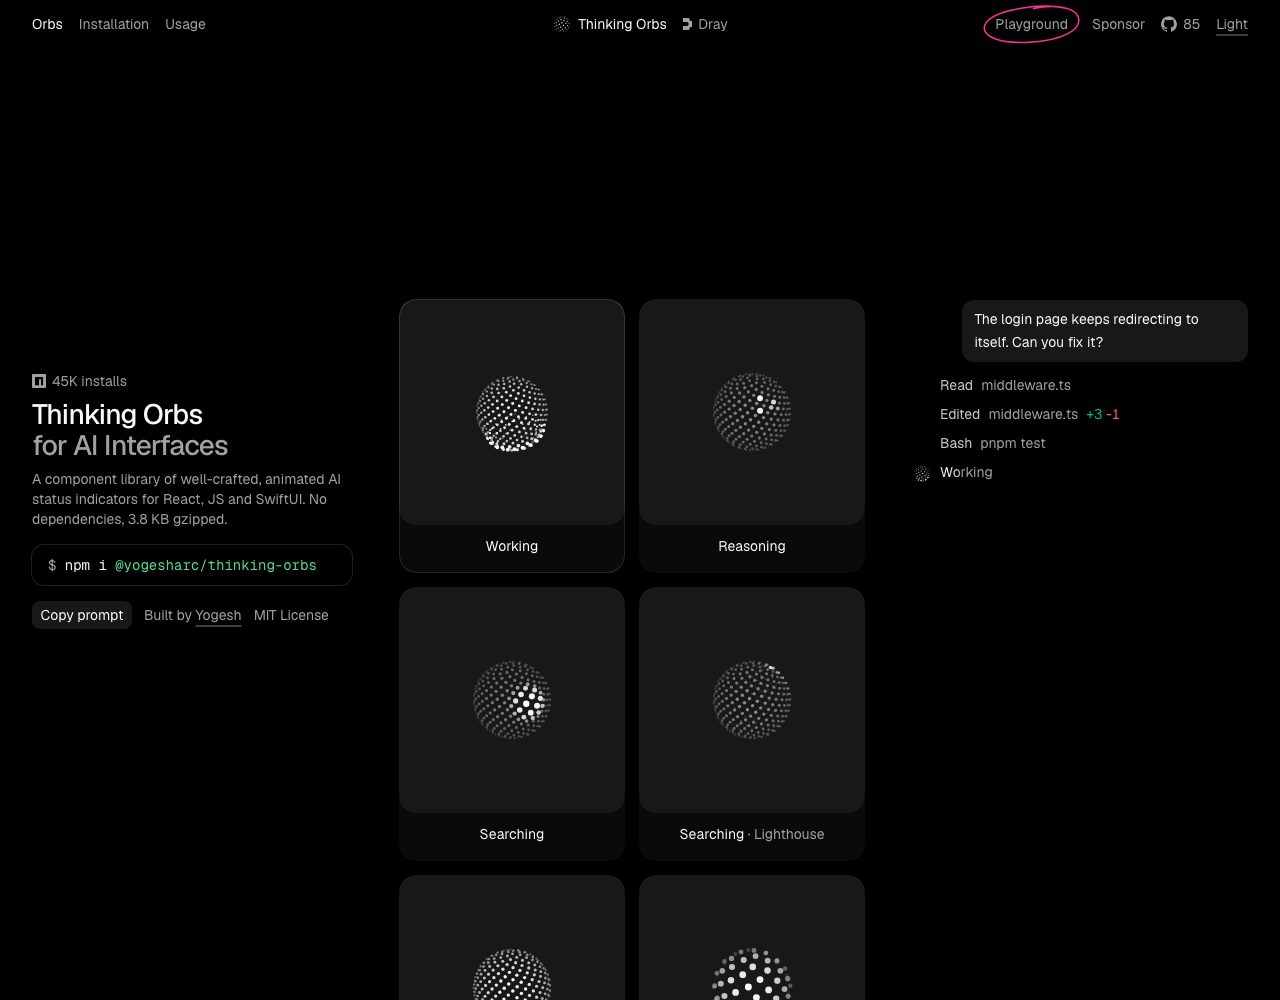 Orbs Installation Usage
Thinking Orbs Dray
Playground Sponsor 85 Light
45K installs
Thinking Orbs
for AI Interfaces
A component library of well-crafted, animated AI
status indicators for React, JS and SwiftUI. No
dependencies, 3.8 KB gzipped.
$ npm i @yogesharc/thinking-orbs
Copy prompt Built by Yogesh MIT License
Working
Reasoning
Searching
Searching · Lighthouse
The login page keeps redirecting to
itself. Can you fix it?
Read middleware.ts
Edited middleware.ts +3 -1
Bash pnpm test
Working